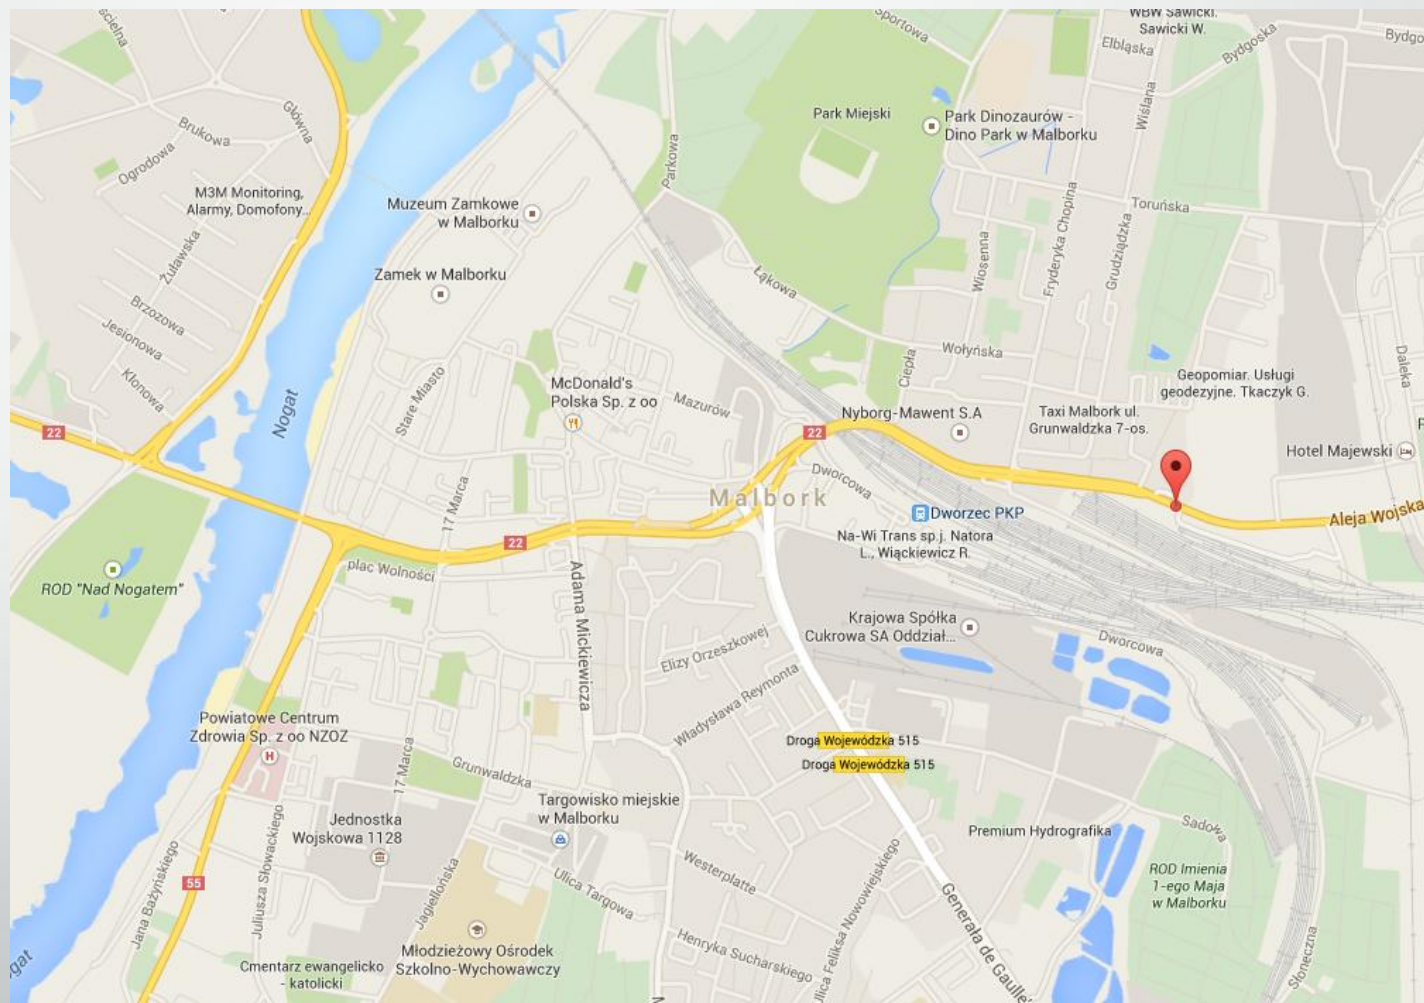 ścielna
Sportowa
WBW Sawicki.
Sawicki W.
Elbląska
Bydgoska
Bydgo
Główna
Brukowa
Ogrodowa
Park Miejski
Park Dinozaurów -
Dino Park w Malborku
Wiślana
Parkowa
M3M Monitoring,
Alarmy, Domofony...
Muzeum Zamkowe
w Malborku
Toruńska
Fryderyka Chopina
Grudziądzka
Wiosenna
Żuławska
Zamek w Malborku
Łąkowa
Brzozowa
Jesionowa
Klonowa
Wołyńska
Ciepła
Daleka
Nogat
Stare Miasto
McDonald's
Polska Sp. z oo
Mazurów
Geopomiar. Usługi
geodezyjne. Tkaczyk G.
Nyborg-Mawent S.A
Taxi Malbork ul.
Grunwaldzka 7-os.
22
22
Hotel Majewski
Dworcowa
17 Marca
Malbork
Dworzec PKP
Aleja Wojska
22
Na-Wi Trans sp.j. Natora
L., Wiąckiewicz R.
plac Wolności
ROD "Nad Nogatem"
Adama Mickiewicza
Krajowa Spółka
Cukrowa SA Oddział...
Dworcowa
Elizy Orzeszkowej
Władysława Reymonta
Powiatowe Centrum
Zdrowia Sp. z oo NZOZ
H
Droga Wojewódzka 515
Droga Wojewódzka 515
17 Marca
Grunwaldzka
Targowisko miejskie
w Malborku
Jednostka
Wojskowa 1128
Premium Hydrografika
Sadowa
Juliusza Słowackiego
Jana Bażyńskiego
55
Westerplatte
ROD Imienia
1-ego Maja
w Malborku
Jagiellońska
Ulica Targowa
Ulica Feliksa Nowowiejskiego
Generała de Gaulle'
Młodzieżowy Ośrodek
Szkolno-Wychowawczy
Henryka Sucharskiego
Słoneczna
Cmentarz ewangelicko
- katolicki
ogat